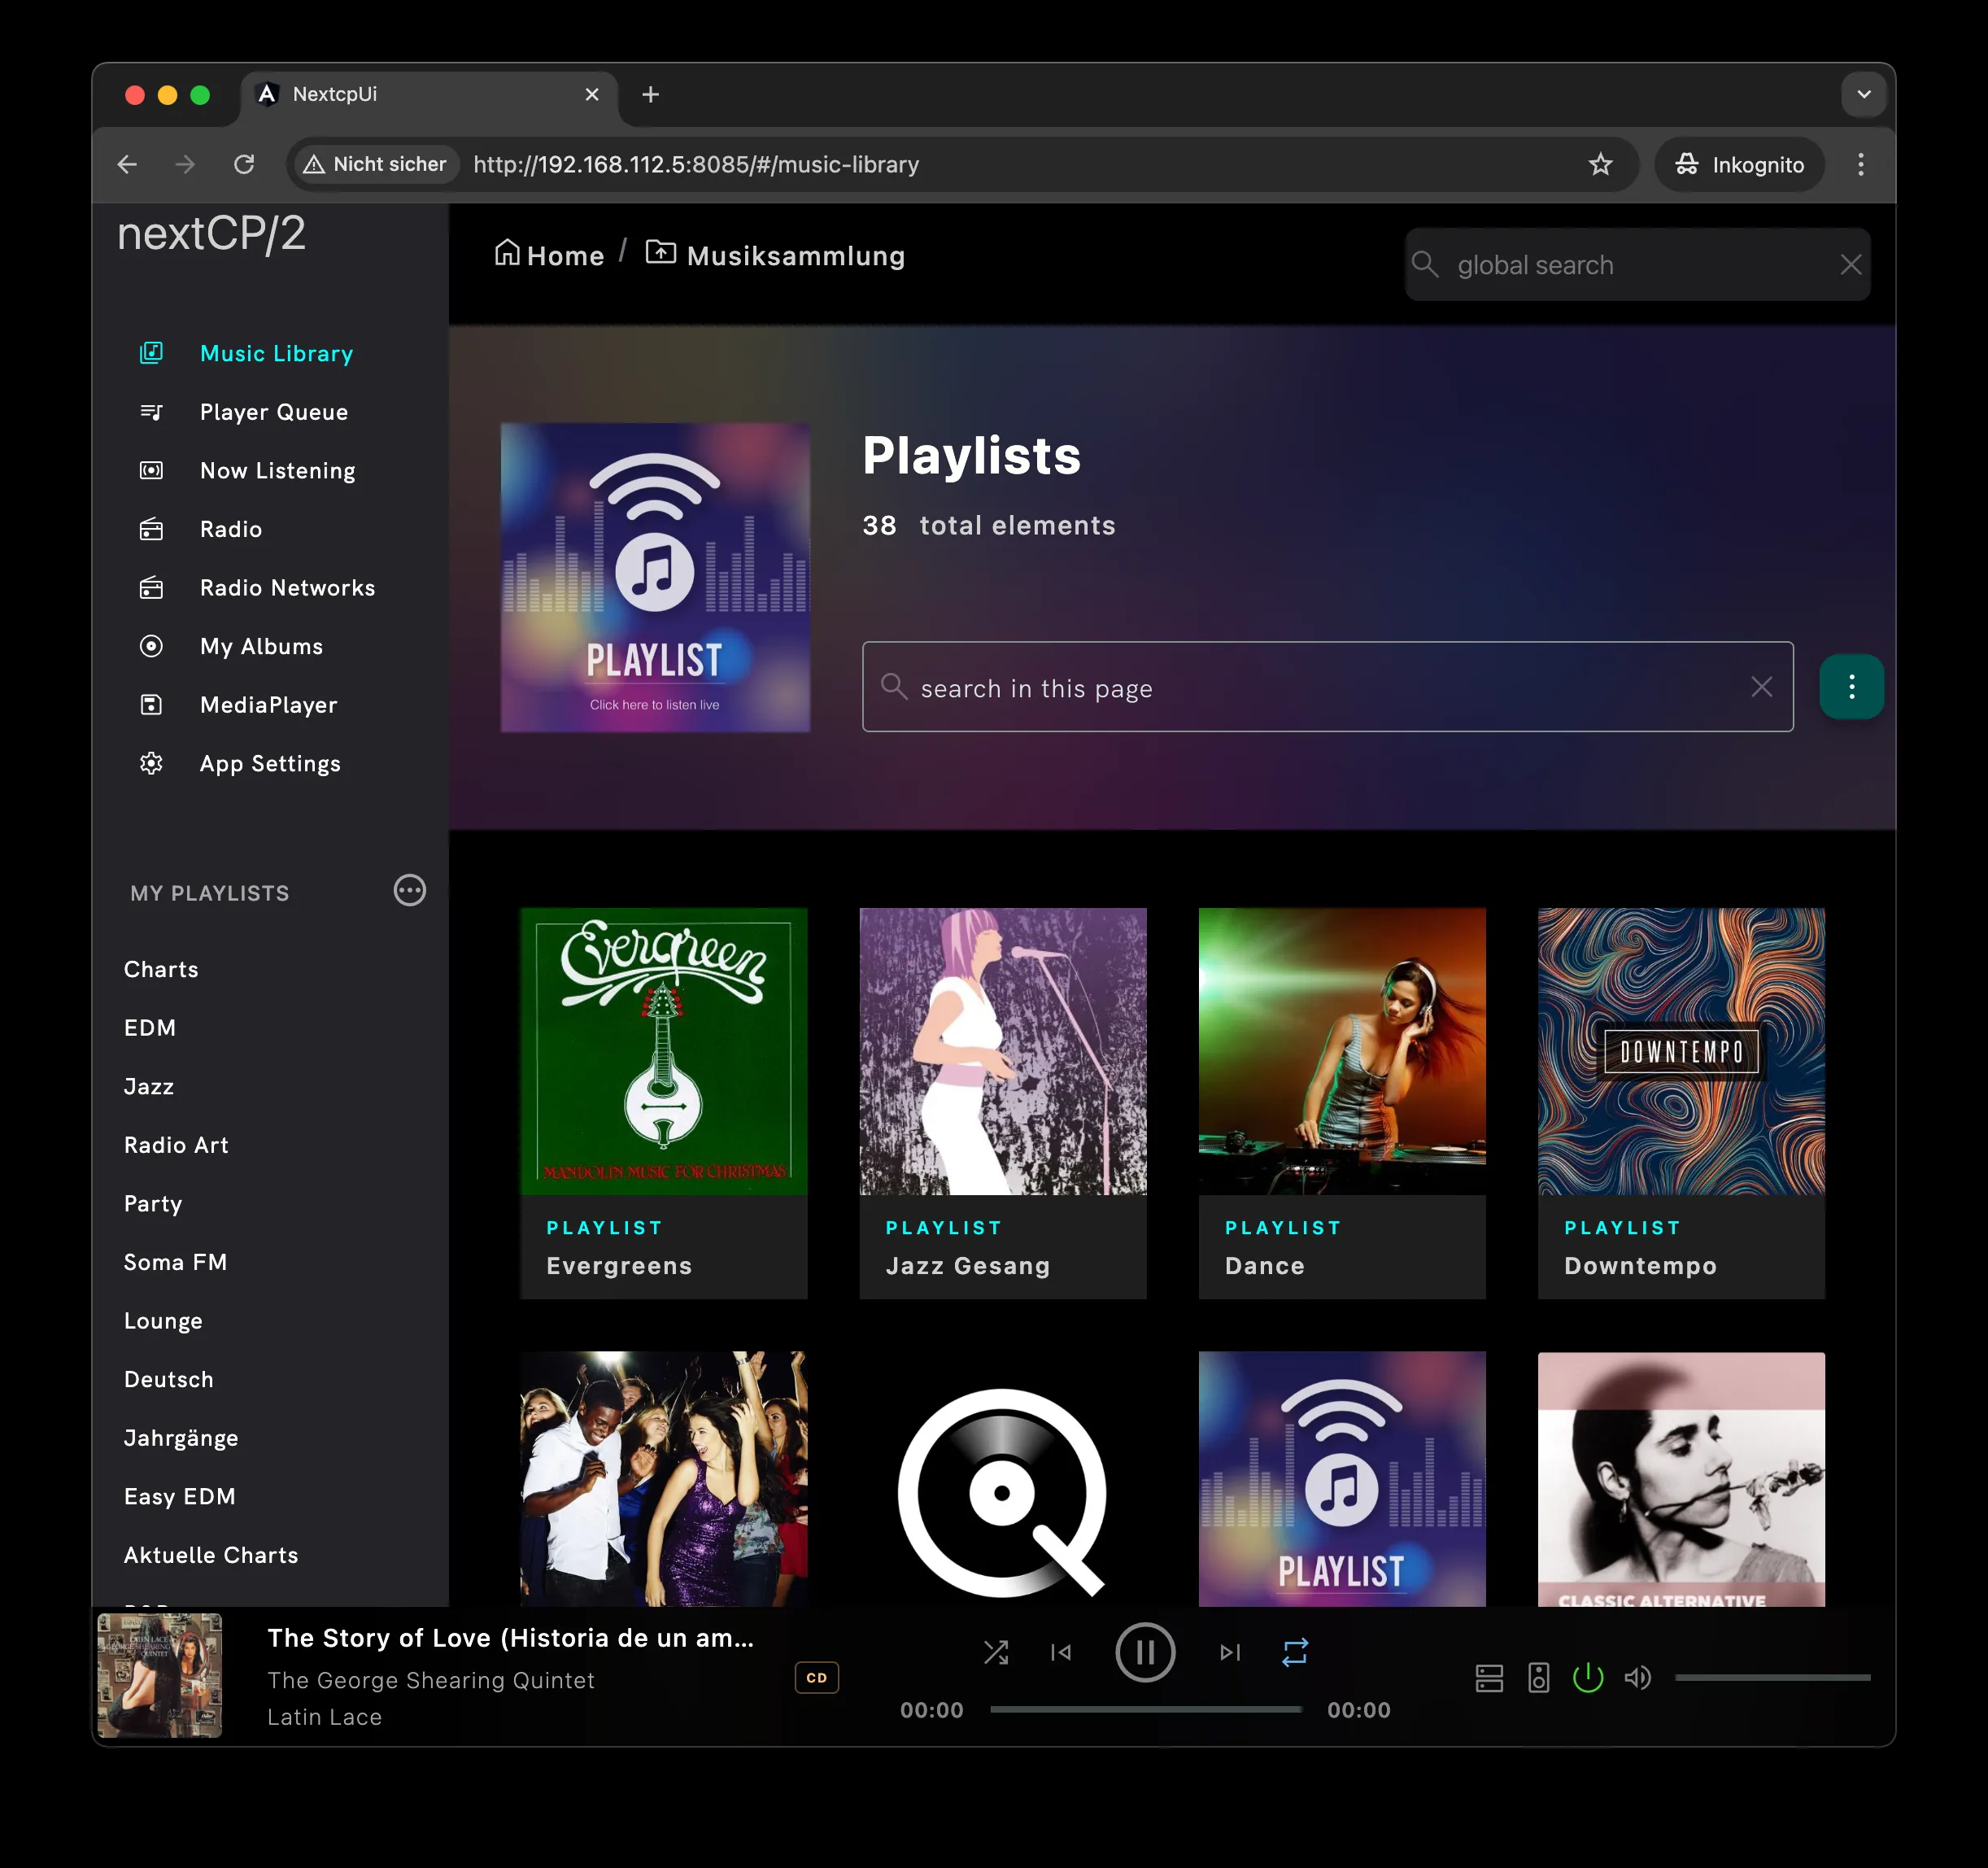 NextcpUi
Nicht sicher http://192.168.112.5:8085/#/music-library
Inkognito
nextCP/2
Home / Musiksammlung
global search
Music Library
Player Queue
Now Listening
Radio
Radio Networks
My Albums
MediaPlayer
App Settings
MY PLAYLISTS
Charts
EDM
Jazz
Radio Art
Party
Soma FM
Lounge
Deutsch
Jahrgänge
Easy EDM
Aktuelle Charts
PLAYLIST
Click here to listen live
Playlists
38 total elements
search in this page
Evergreen
MANDOLIN MUSIC FOR CHRISTMAS
PLAYLIST
Evergreens
PLAYLIST
Jazz Gesang
PLAYLIST
Dance
DOWNTEMPO
PLAYLIST
Downtempo
PLAYLIST
CLASSIC ALTERNATIVE
The Story of Love (Historia de un am...
The George Shearing Quintet
Latin Lace
CD
00:00
00:00